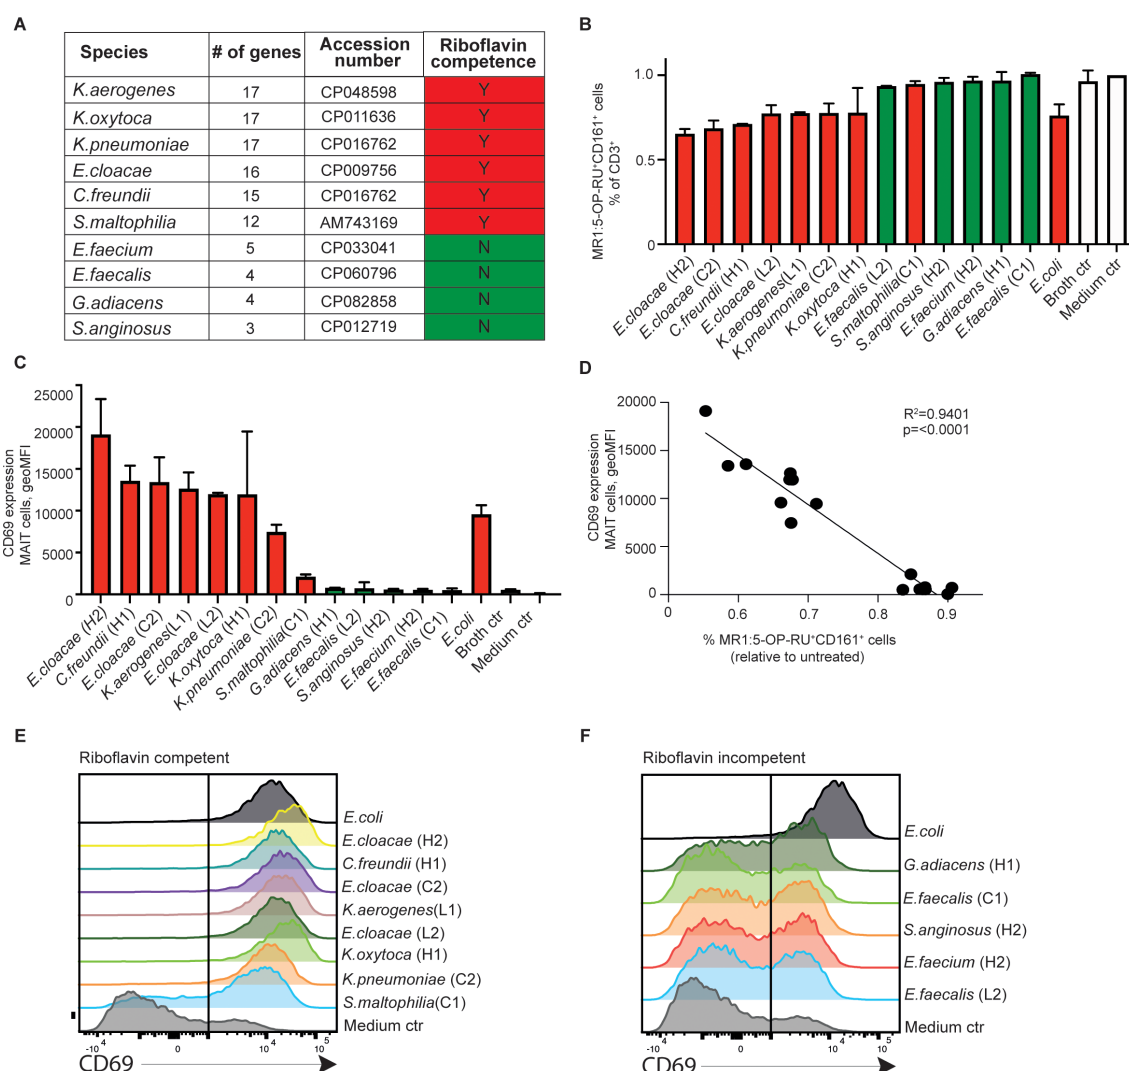 A
Species # of genes Accession number Riboflavin competence
K.aerogenes 17 CP048598 Y
K.oxytoca 17 CP011636 Y
K.pneumoniae 17 CP016762 Y
E.cloacae 16 CP009756 Y
C.freundii 15 CP016762 Y
S.maltophilia 12 AM743169 Y
E.faecium 5 CP033041 N
E.faecalis 4 CP060796 N
G.adiacens 4 CP082858 N
S.anginosus 3 CP012719 N
B
MR1:5-OP-RU⁺CD161⁺ cells
% of CD3⁺
1.0
0.5
0
E.cloacae (H2)
E.cloacae (C2)
C.freundii (H1)
E.cloacae (L2)
K.aerogenes(L1)
K.pneumoniae (C2)
K.oxytoca (H1)
E.faecalis (L2)
S.maltophilia(C1)
S.anginosus (H2)
E.faecium (H2)
G.adiacens (H1)
E.faecalis (C1)
E.coli
Broth ctr
Medium ctr
C
CD69 expression
MAIT cells, geoMFI
25000
20000
15000
10000
5000
0
E.cloacae (H2)
C.freundii (H1)
E.cloacae (C2)
K.aerogenes(L1)
E.cloacae (L2)
K.oxytoca (H1)
K.pneumoniae (C2)
S.maltophilia(C1)
G.adiacens (H1)
E.faecalis (L2)
S.anginosus (H2)
E.faecium (H2)
E.faecalis (C1)
E.coli
Broth ctr
Medium ctr
D
CD69 expression
MAIT cells, geoMFI
20000
15000
10000
5000
0
R²=0.9401
p=<0.0001
0 0.6 0.7 0.8 0.9
% MR1:5-OP-RU⁺CD161⁺ cells
(relative to untreated)
E
Riboflavin competent
E.coli
E.cloacae (H2)
C.freundii (H1)
E.cloacae (C2)
K.aerogenes(L1)
E.cloacae (L2)
K.oxytoca (H1)
K.pneumoniae (C2)
S.maltophilia(C1)
Medium ctr
-10⁴ 0 10⁴ 10⁵
CD69
F
Riboflavin incompetent
E.coli
G.adiacens (H1)
E.faecalis (C1)
S.anginosus (H2)
E.faecium (H2)
E.faecalis (L2)
Medium ctr
-10⁴ 0 10⁴ 10⁵
CD69